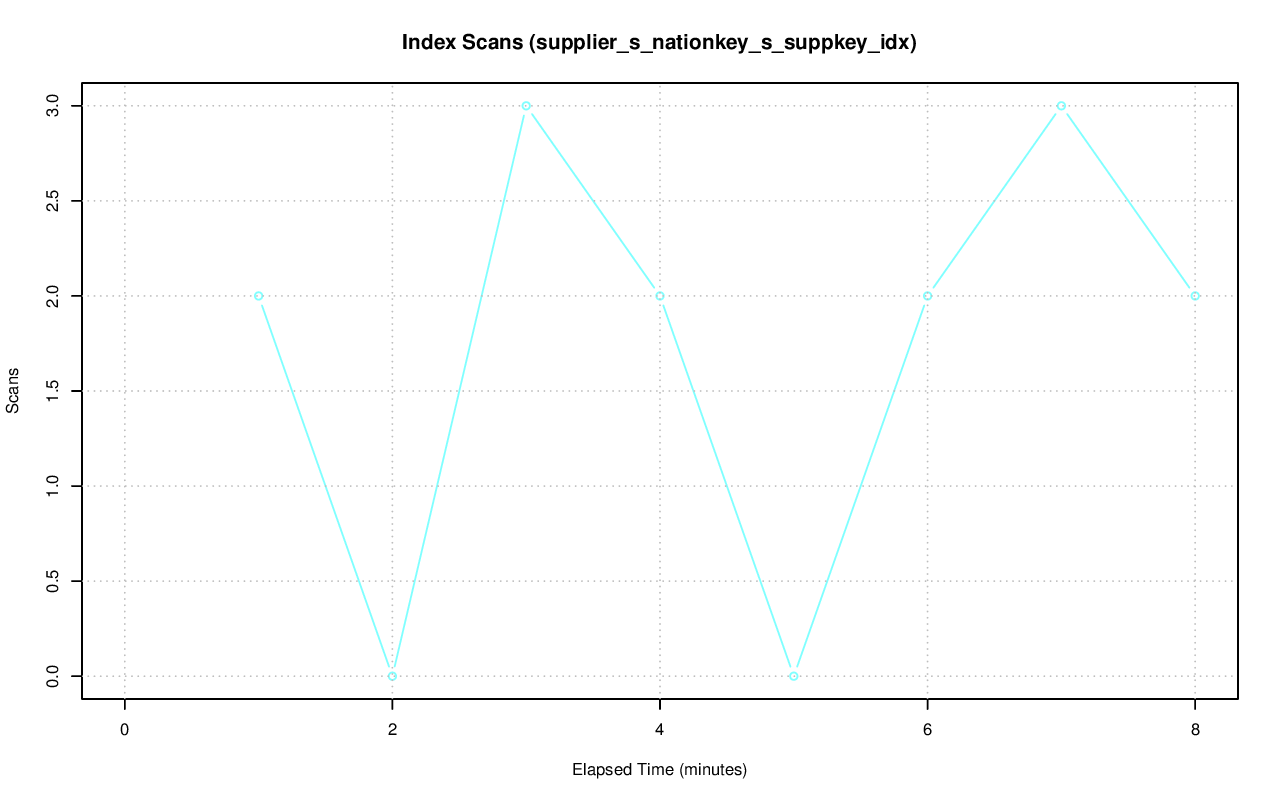 Index Scans (supplier_s_nationkey_s_suppkey_idx)
3.0
2.5
2.0
1.5
1.0
0.5
0.0
Scans
0 2 4 6 8
Elapsed Time (minutes)